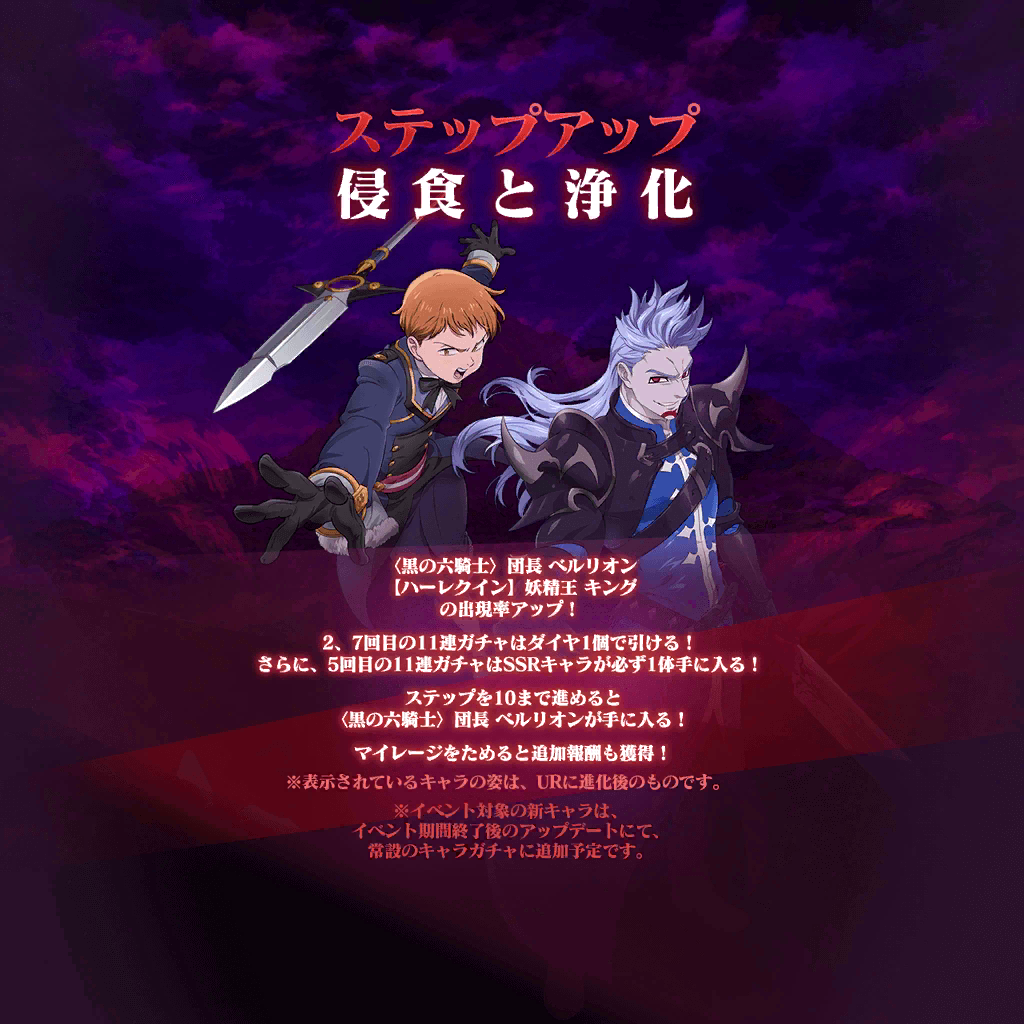 ステップアップ
侵食と浄化
〈黒の六騎士〉団長 ベルリオン
【ハーレクイン】妖精王 キング
の出現率アップ！
2、7回目の11連ガチャはダイヤ1個で引ける！
さらに、5回目の11連ガチャはSSRキャラが必ず1体手に入る！
ステップを10まで進めると
〈黒の六騎士〉団長 ベルリオンが手に入る！
マイレージをためると追加報酬も獲得！
※表示されているキャラの姿は、URに進化後のものです。
※イベント対象の新キャラは、
イベント期間終了後のアップデートにて、
常設のキャラガチャに追加予定です。